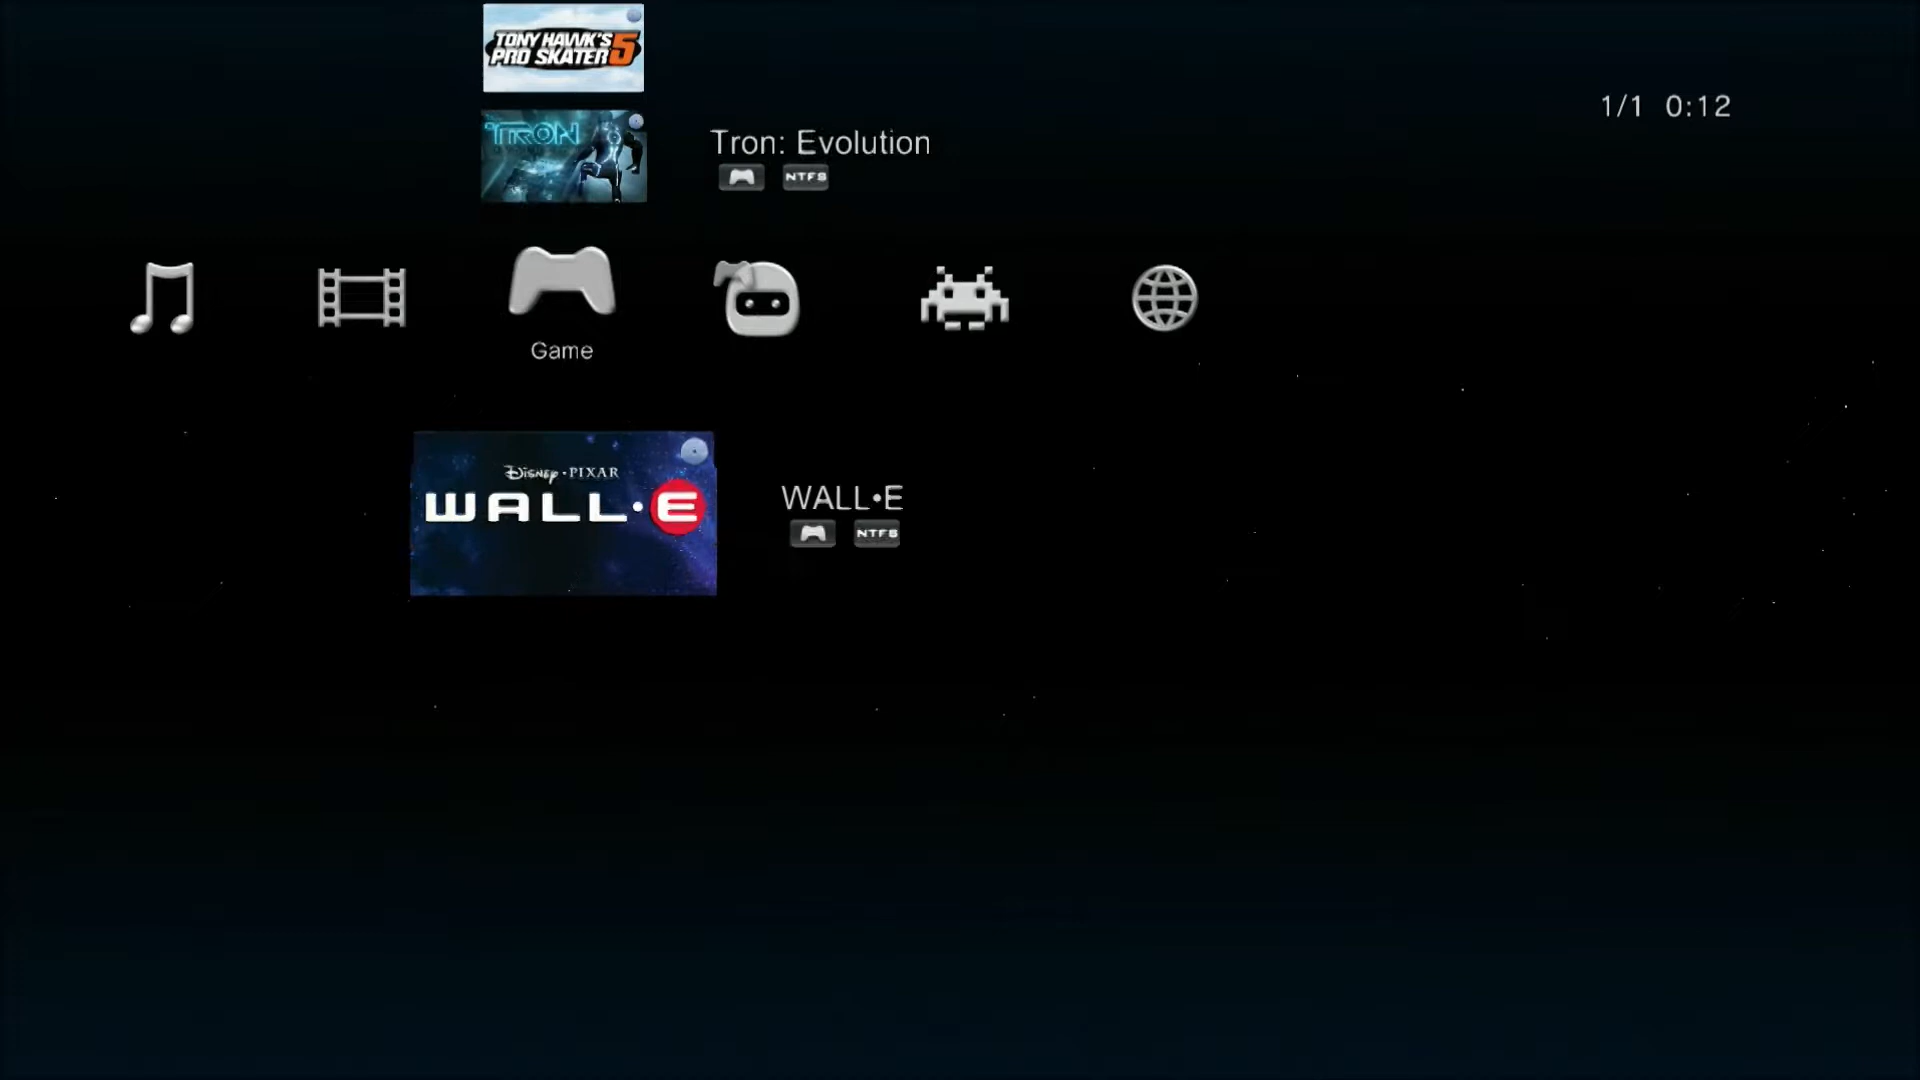 TONY HAWK'S
PRO SKATER 5
1/1 0:12
TRON
Tron: Evolution
NTFS
Game
DISNEY•PIXAR
WALL•E
WALL•E
NTFS